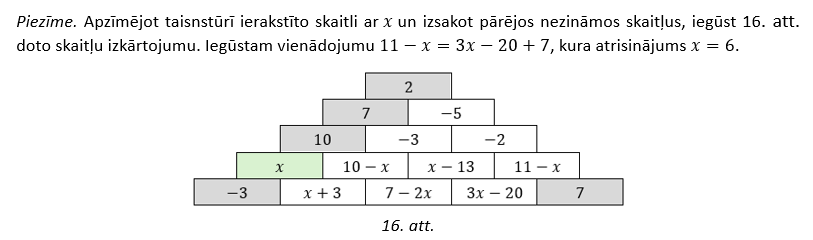 Piezīme. Apzīmējot taisnstūrī ierakstīto skaitli ar x un izsakot pārējos nezināmos skaitļus, iegūst 16. att.
doto skaitļu izkārtojumu. Iegūstam vienādojumu 11 − x = 3x − 20 + 7, kura atrisinājums x = 6.
2
7 −5
10 −3 −2
x 10 − x x − 13 11 − x
−3 x + 3 7 − 2x 3x − 20 7
16. att.